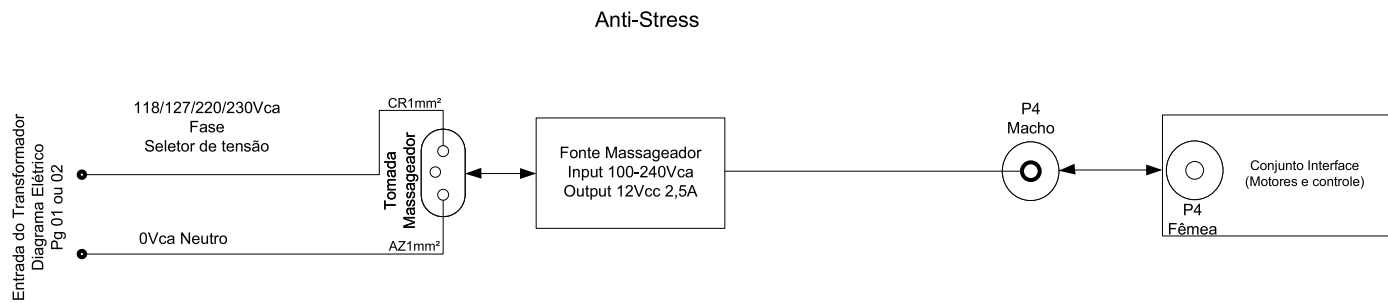 Anti-Stress
Entrada do Transformador
Diagrama Elétrico
Pg 01 ou 02
118/127/220/230Vca
Fase
Seletor de tensão
0Vca Neutro
CR1mm²
Tomada
Massageador
AZ1mm²
Fonte Massageador
Input 100-240Vca
Output 12Vcc 2,5A
P4
Macho
P4
Fêmea
Conjunto Interface
(Motores e controle)